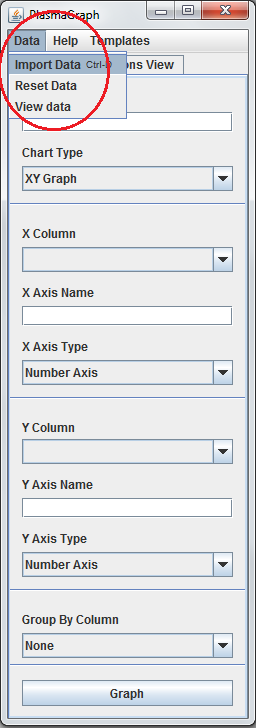 PlasmaGraph
Data Help Templates
Import Data Ctrl-D
ons View
Reset Data
View data
Chart Type
XY Graph
X Column
X Axis Name
X Axis Type
Number Axis
Y Column
Y Axis Name
Y Axis Type
Number Axis
Group By Column
None
Graph